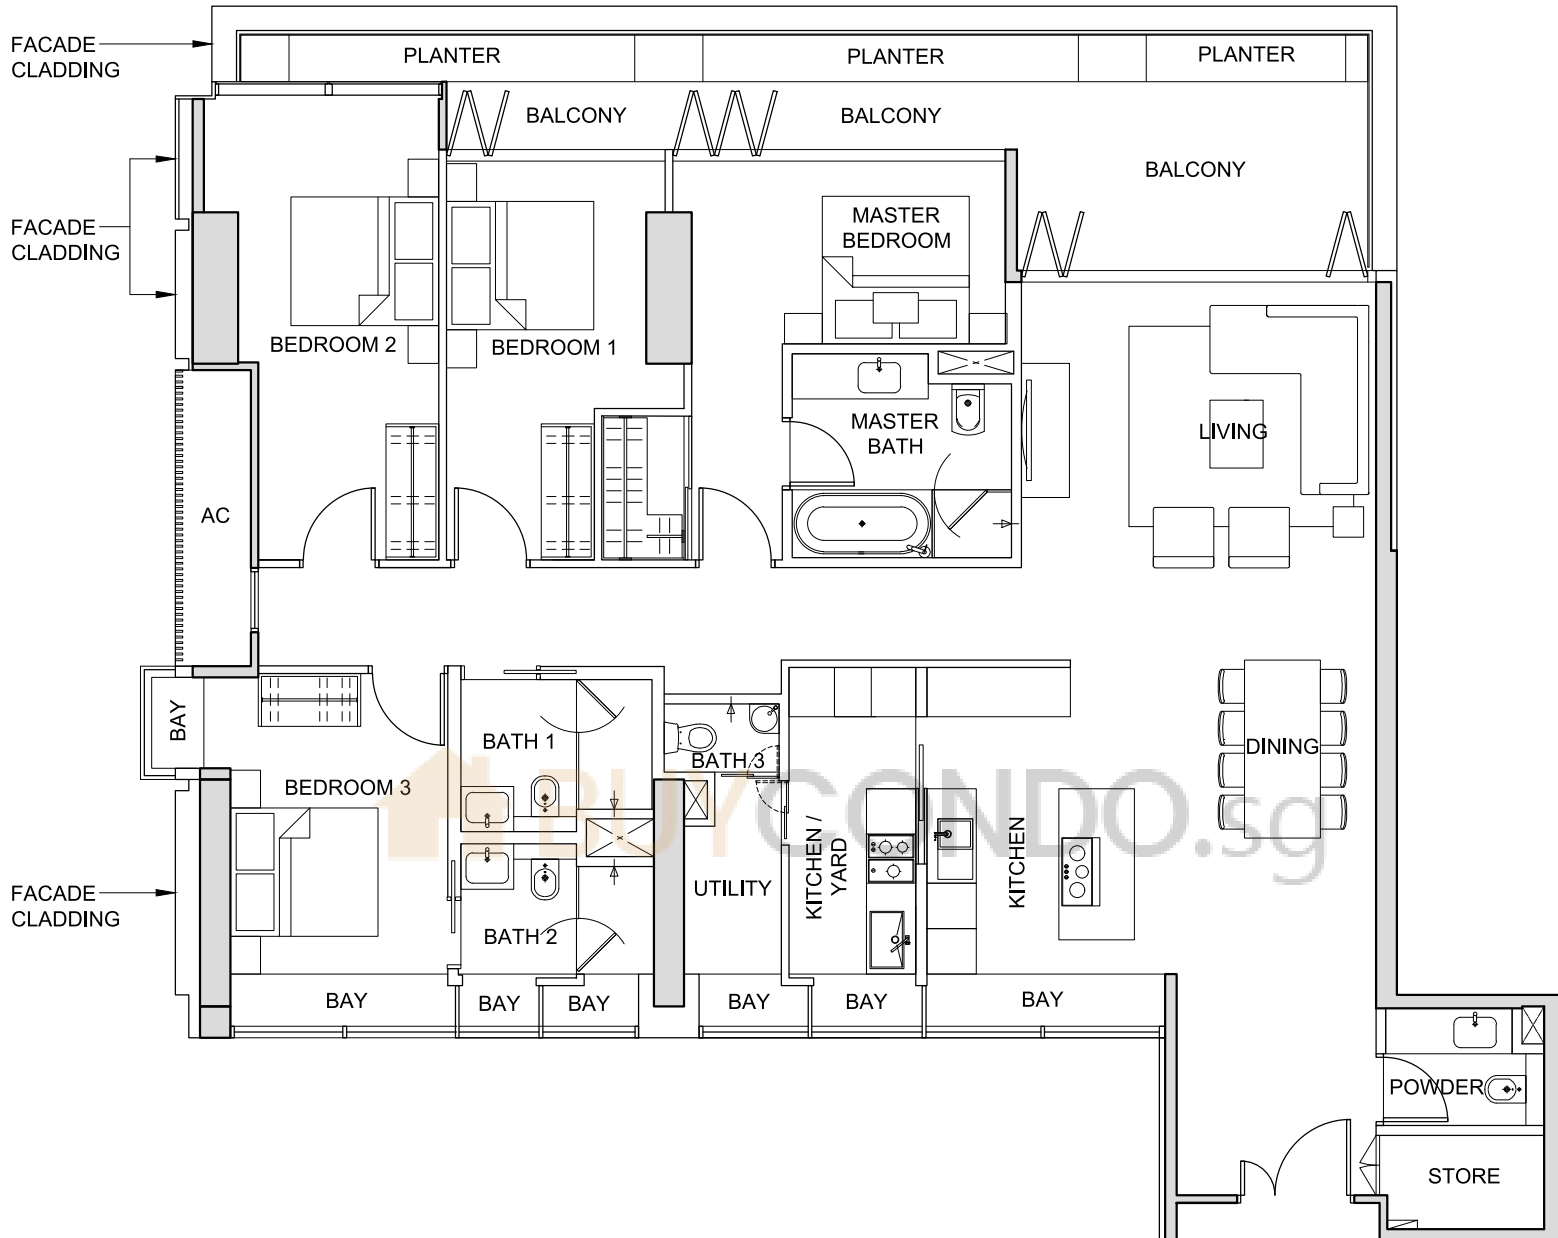 FACADE
CLADDING
PLANTER
PLANTER
PLANTER
BALCONY
BALCONY
BALCONY
FACADE
CLADDING
MASTER
BEDROOM
BEDROOM 2
BEDROOM 1
MASTER
BATH
LIVING
AC
BAY
BATH 1
BATH 3
DINING
BEDROOM 3
BUYCONDO.sg
KITCHEN /
YARD
KITCHEN
UTILITY
FACADE
CLADDING
BATH 2
BAY
BAY
BAY
BAY
BAY
BAY
POWDER
STORE